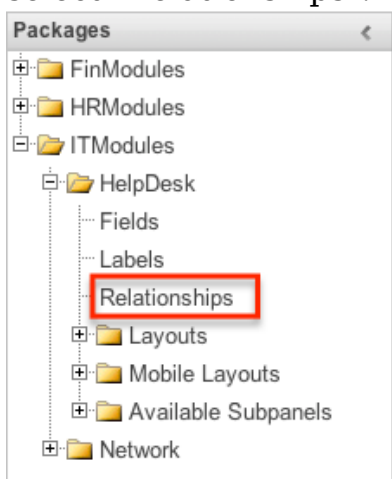 Packages
FinModules
HRModules
ITModules
HelpDesk
Fields
Labels
Relationships
Layouts
Mobile Layouts
Available Subpanels
Network